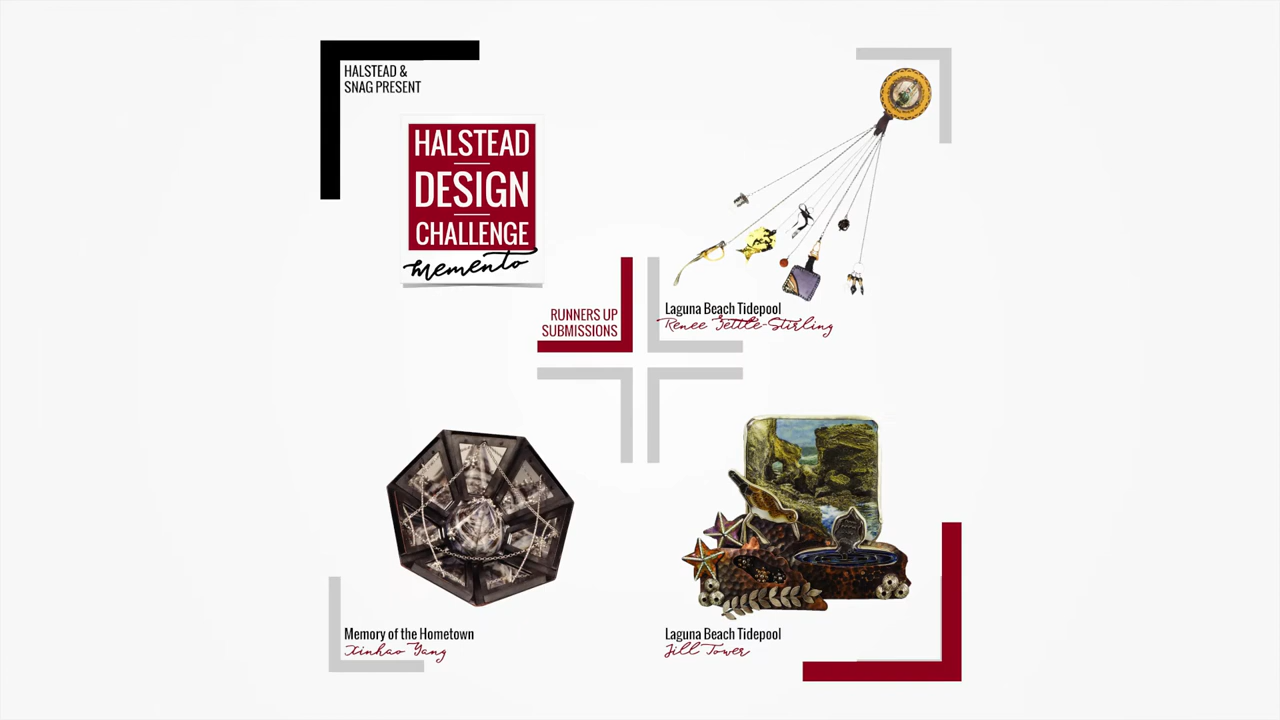 HALSTEAD &
SNAG PRESENT
HALSTEAD
DESIGN
CHALLENGE
memento
RUNNERS UP
SUBMISSIONS
Laguna Beach Tidepool
Renee Zettle-Stirling
Memory of the Hometown
Xinhao Yang
Laguna Beach Tidepool
Jill Tower